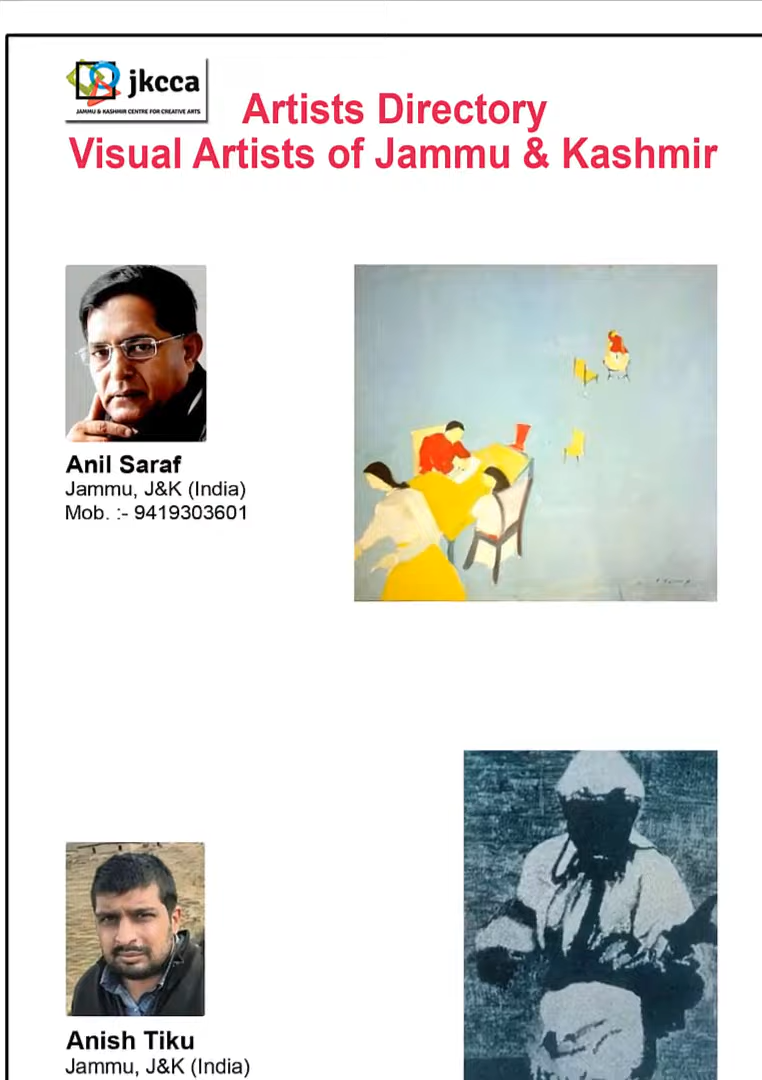 jkcca
JAMMU & KASHMIR CENTRE FOR CREATIVE ARTS
Artists Directory
Visual Artists of Jammu & Kashmir
Anil Saraf
Jammu, J&K (India)
Mob. :- 9419303601
Anish Tiku
Jammu, J&K (India)